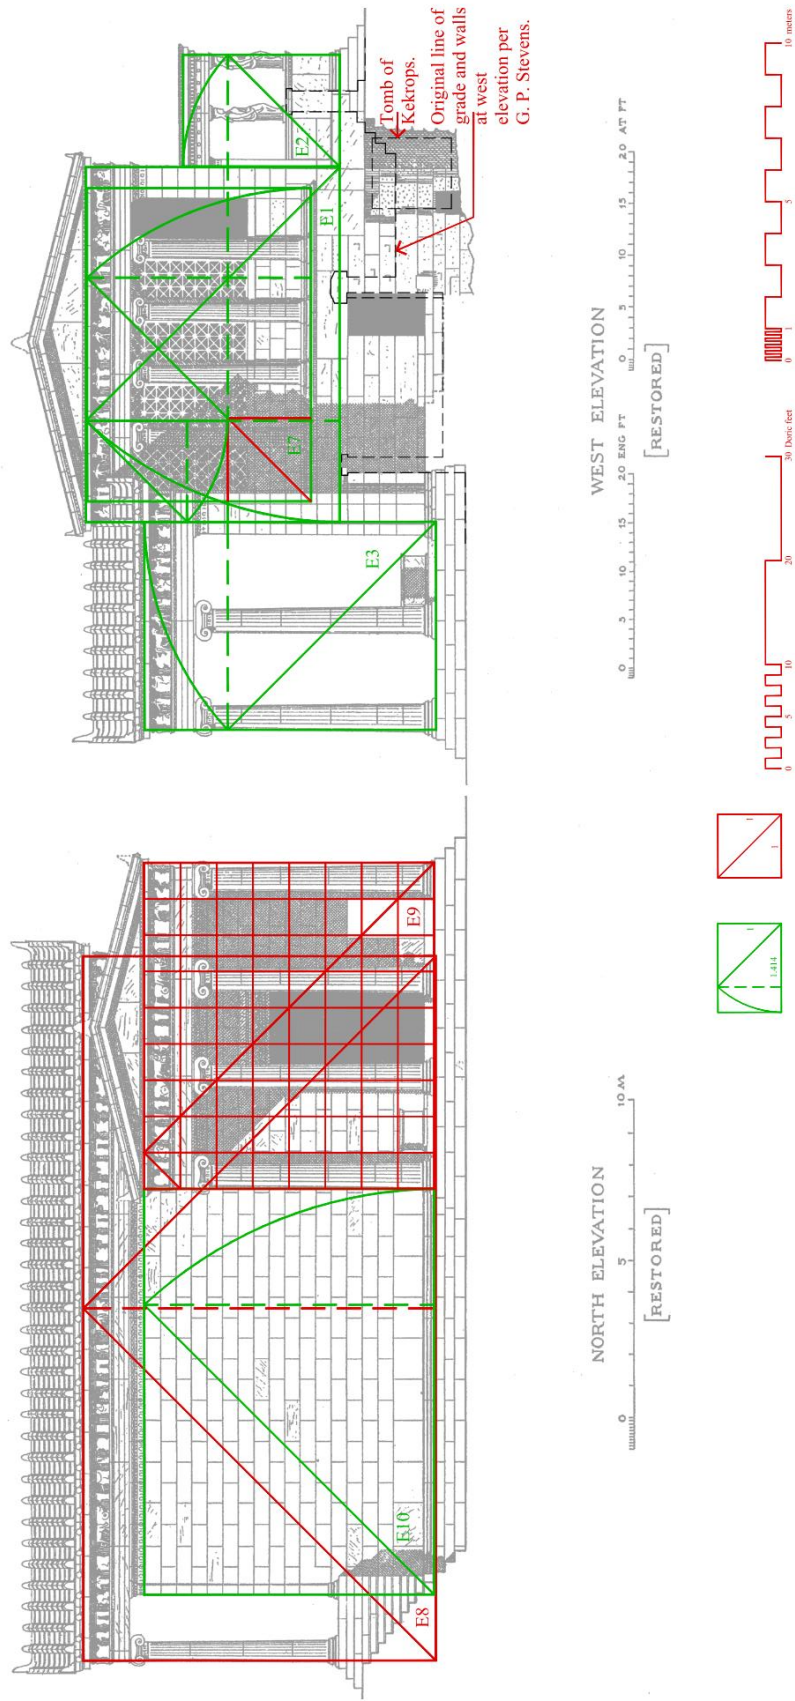 E2
Tomb of
Kekrops.
Original line of
grade and walls
at west
elevation per
G. P. Stevens.
E1
E7
E3
WEST ELEVATION
[RESTORED]
0 5 10 15 20 ENG FT
0 5 10 15 20 AT FT
0 1 5 10 meters
0 5 10 20 30 Doric feet
E9
E10
E8
NORTH ELEVATION
[RESTORED]
0 5 10 M
1
1.414
1
1